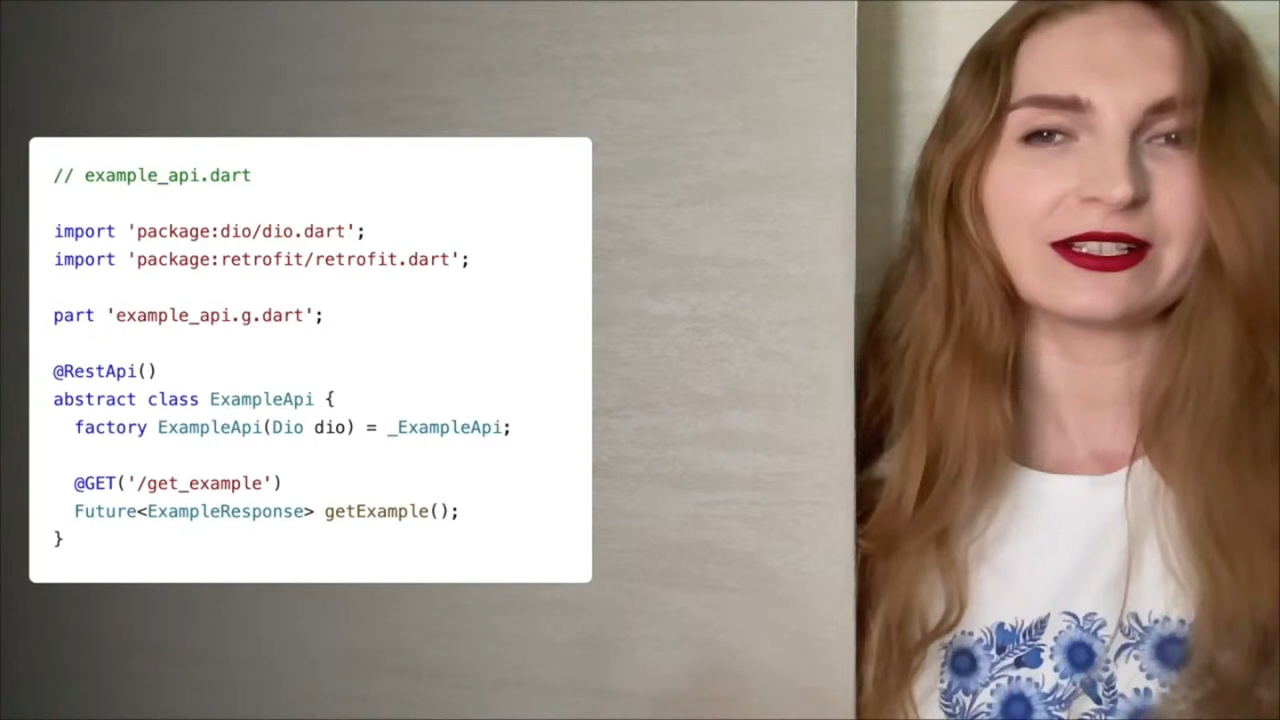 // example_api.dart
import 'package:dio/dio.dart';
import 'package:retrofit/retrofit.dart';
part 'example_api.g.dart';
@RestApi()
abstract class ExampleApi {
  factory ExampleApi(Dio dio) = _ExampleApi;
  @GET('/get_example')
  Future<ExampleResponse> getExample();
}